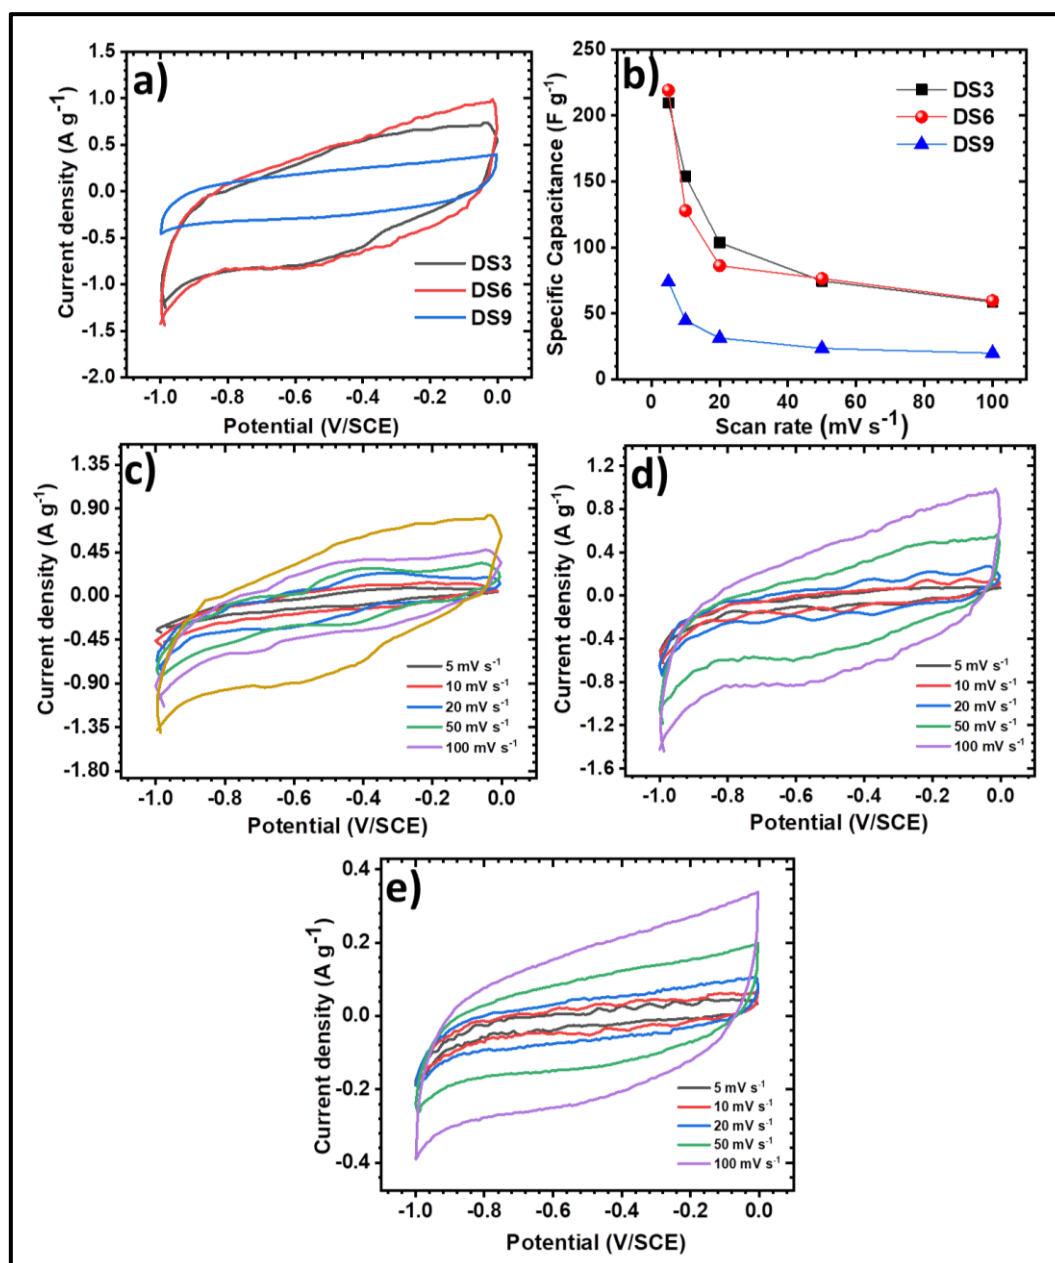 a)
1.5
1.0
0.5
0.0
-0.5
-1.0
-1.5
-2.0
Current density (A g⁻¹)
DS3
DS6
DS9
-1.0 -0.8 -0.6 -0.4 -0.2 0.0
Potential (V/SCE)
b)
250
200
150
100
50
0
Specific Capacitance (F g⁻¹)
DS3
DS6
DS9
0 20 40 60 80 100
Scan rate (mV s⁻¹)
c)
1.35
0.90
0.45
0.00
-0.45
-0.90
-1.35
-1.80
Current density (A g⁻¹)
5 mV s⁻¹
10 mV s⁻¹
20 mV s⁻¹
50 mV s⁻¹
100 mV s⁻¹
-1.0 -0.8 -0.6 -0.4 -0.2 0.0
Potential (V/SCE)
d)
1.2
0.8
0.4
0.0
-0.4
-0.8
-1.2
-1.6
Current density (A g⁻¹)
5 mV s⁻¹
10 mV s⁻¹
20 mV s⁻¹
50 mV s⁻¹
100 mV s⁻¹
-1.0 -0.8 -0.6 -0.4 -0.2 0.0
Potential (V/SCE)
e)
0.4
0.2
0.0
-0.2
-0.4
Current density (A g⁻¹)
5 mV s⁻¹
10 mV s⁻¹
20 mV s⁻¹
50 mV s⁻¹
100 mV s⁻¹
-1.0 -0.8 -0.6 -0.4 -0.2 0.0
Potential (V/SCE)